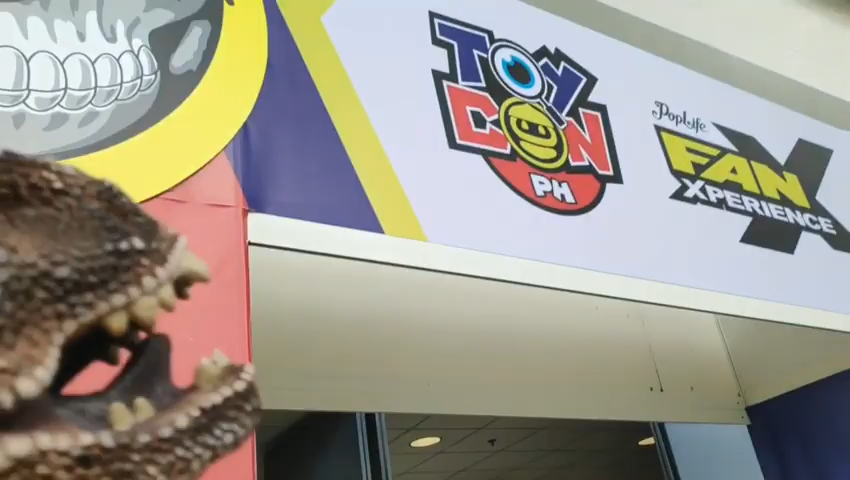 TOY
CON
PH
PopLife
FAN
XPERIENCE
X